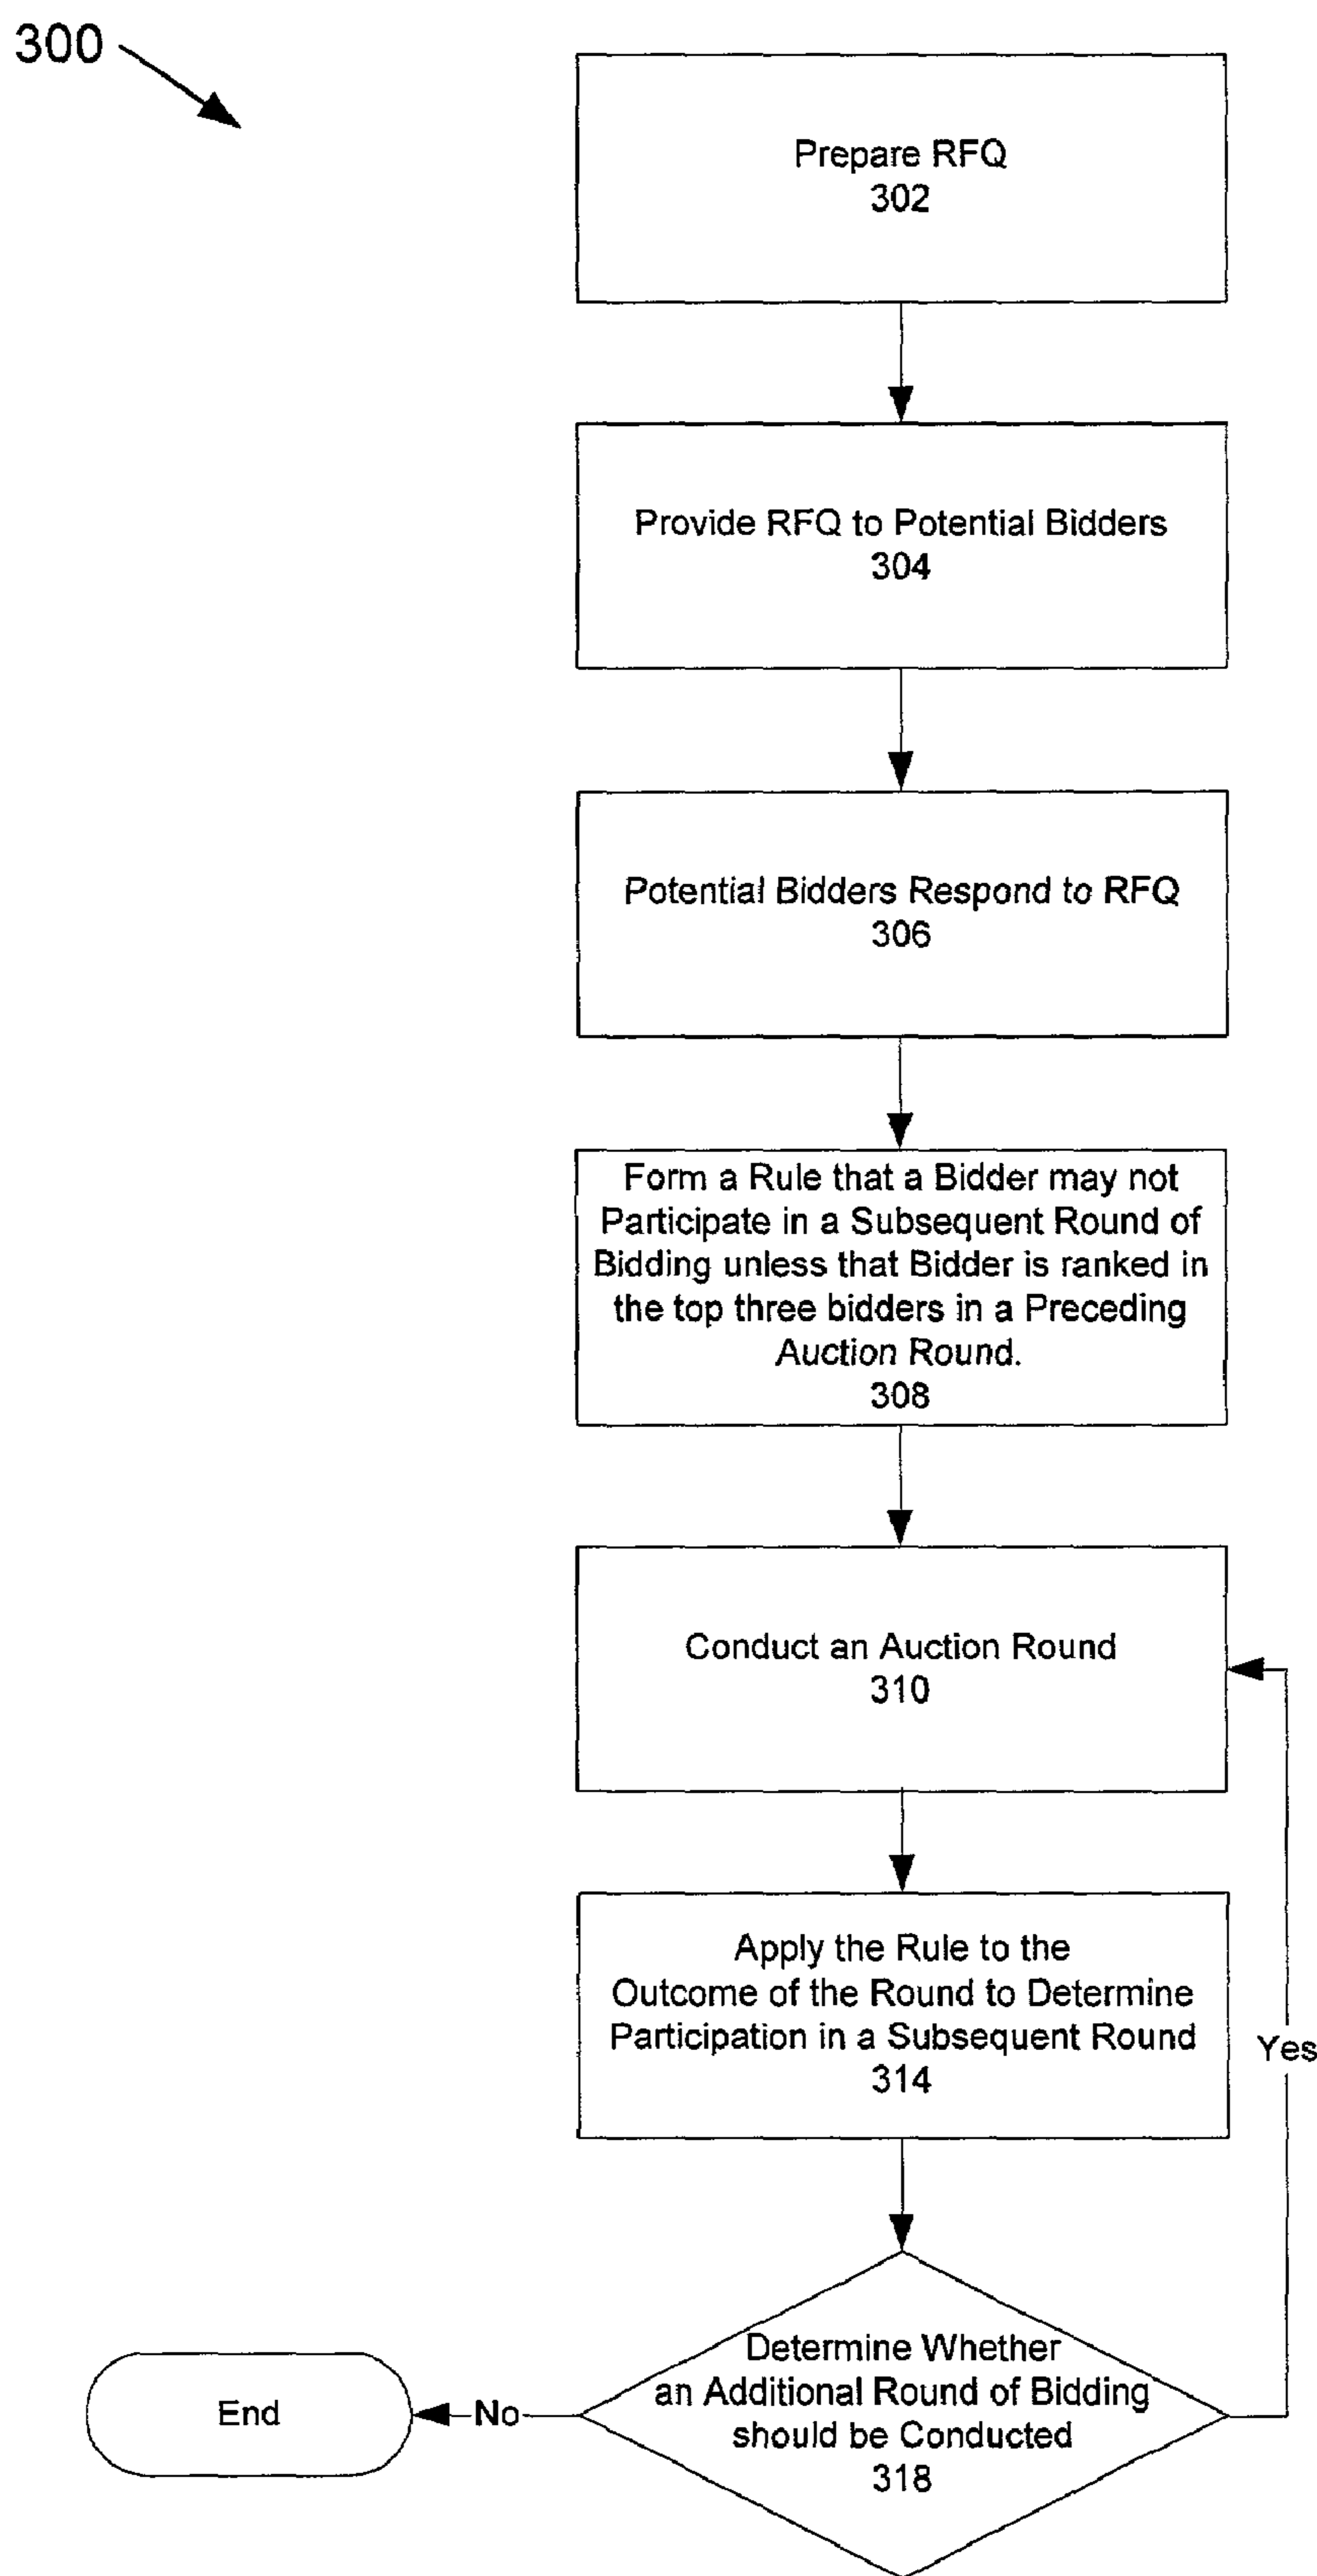 300
Prepare RFQ
302
Provide RFQ to Potential Bidders
304
Potential Bidders Respond to RFQ
306
Form a Rule that a Bidder may not
Participate in a Subsequent Round of
Bidding unless that Bidder is ranked in
the top three bidders in a Preceding
Auction Round.
308
Conduct an Auction Round
310
Apply the Rule to the
Outcome of the Round to Determine
Participation in a Subsequent Round
314
Yes
Determine Whether
an Additional Round of Bidding
should be Conducted
318
No
End